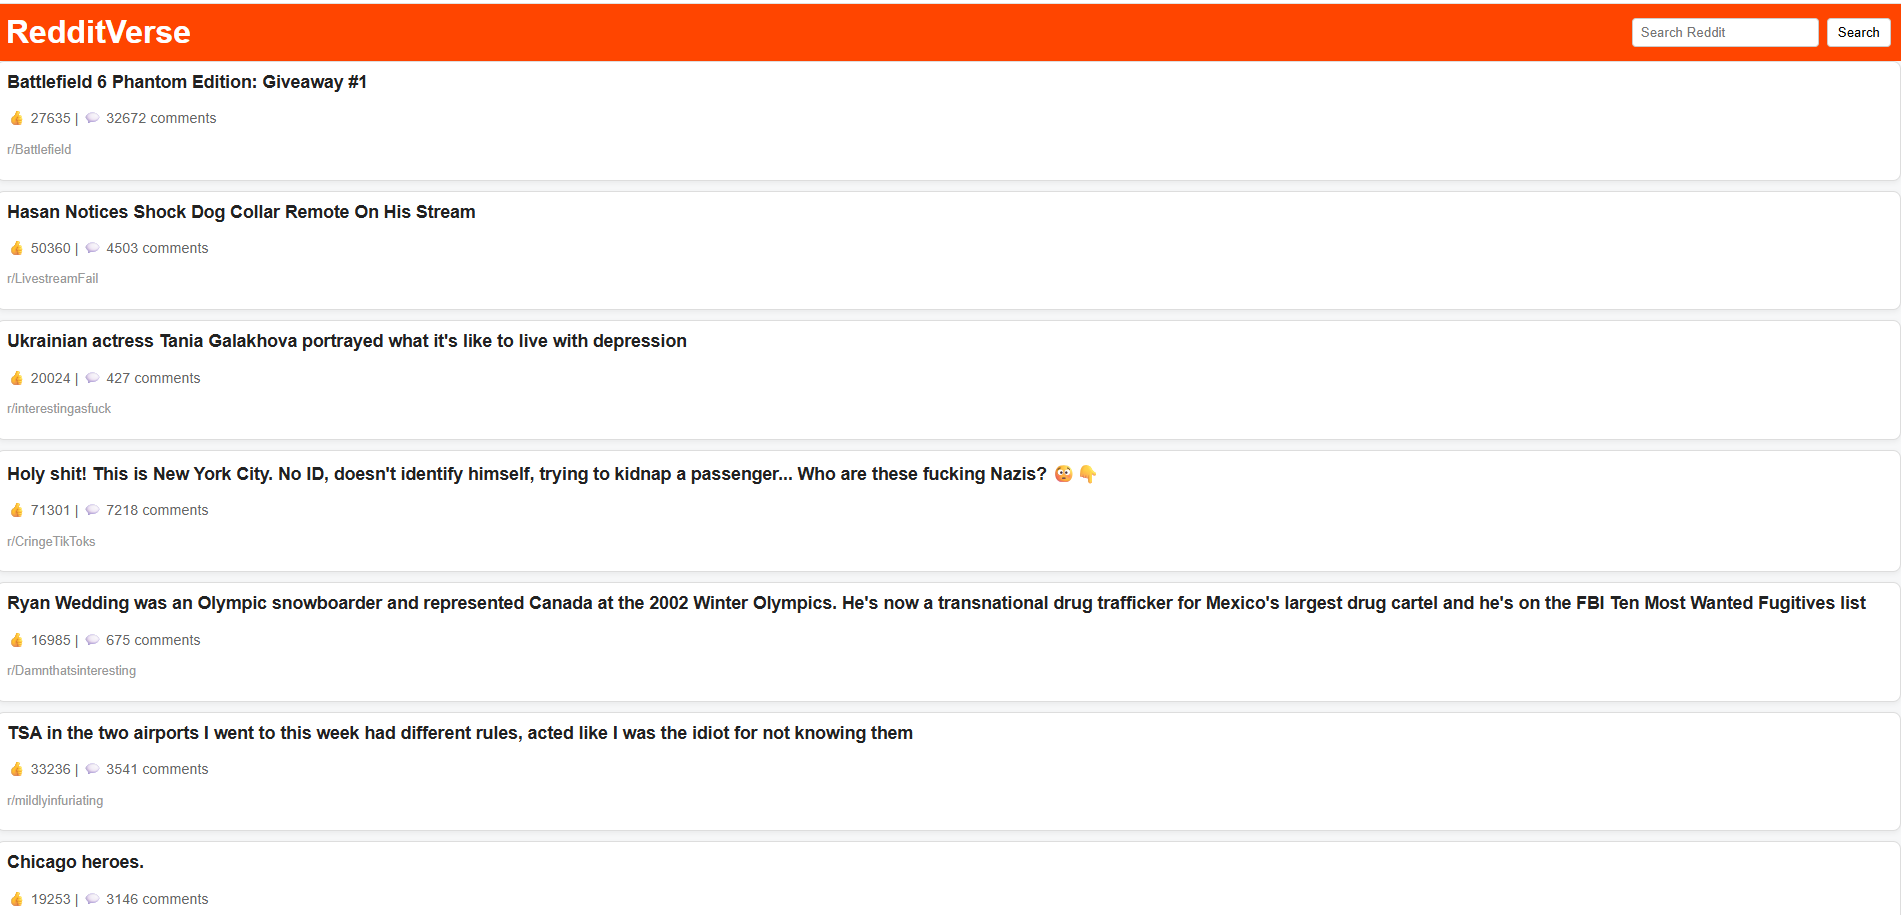 RedditVerse
Search Reddit
Search
Battlefield 6 Phantom Edition: Giveaway #1
👍 27635 | 💬 32672 comments
r/Battlefield
Hasan Notices Shock Dog Collar Remote On His Stream
👍 50360 | 💬 4503 comments
r/LivestreamFail
Ukrainian actress Tania Galakhova portrayed what it's like to live with depression
👍 20024 | 💬 427 comments
r/interestingasfuck
Holy shit! This is New York City. No ID, doesn't identify himself, trying to kidnap a passenger... Who are these fucking Nazis? 😳 👇
👍 71301 | 💬 7218 comments
r/CringeTikToks
Ryan Wedding was an Olympic snowboarder and represented Canada at the 2002 Winter Olympics. He's now a transnational drug trafficker for Mexico's largest drug cartel and he's on the FBI Ten Most Wanted Fugitives list
👍 16985 | 💬 675 comments
r/Damnthatsinteresting
TSA in the two airports I went to this week had different rules, acted like I was the idiot for not knowing them
👍 33236 | 💬 3541 comments
r/mildlyinfuriating
Chicago heroes.
👍 19253 | 💬 3146 comments